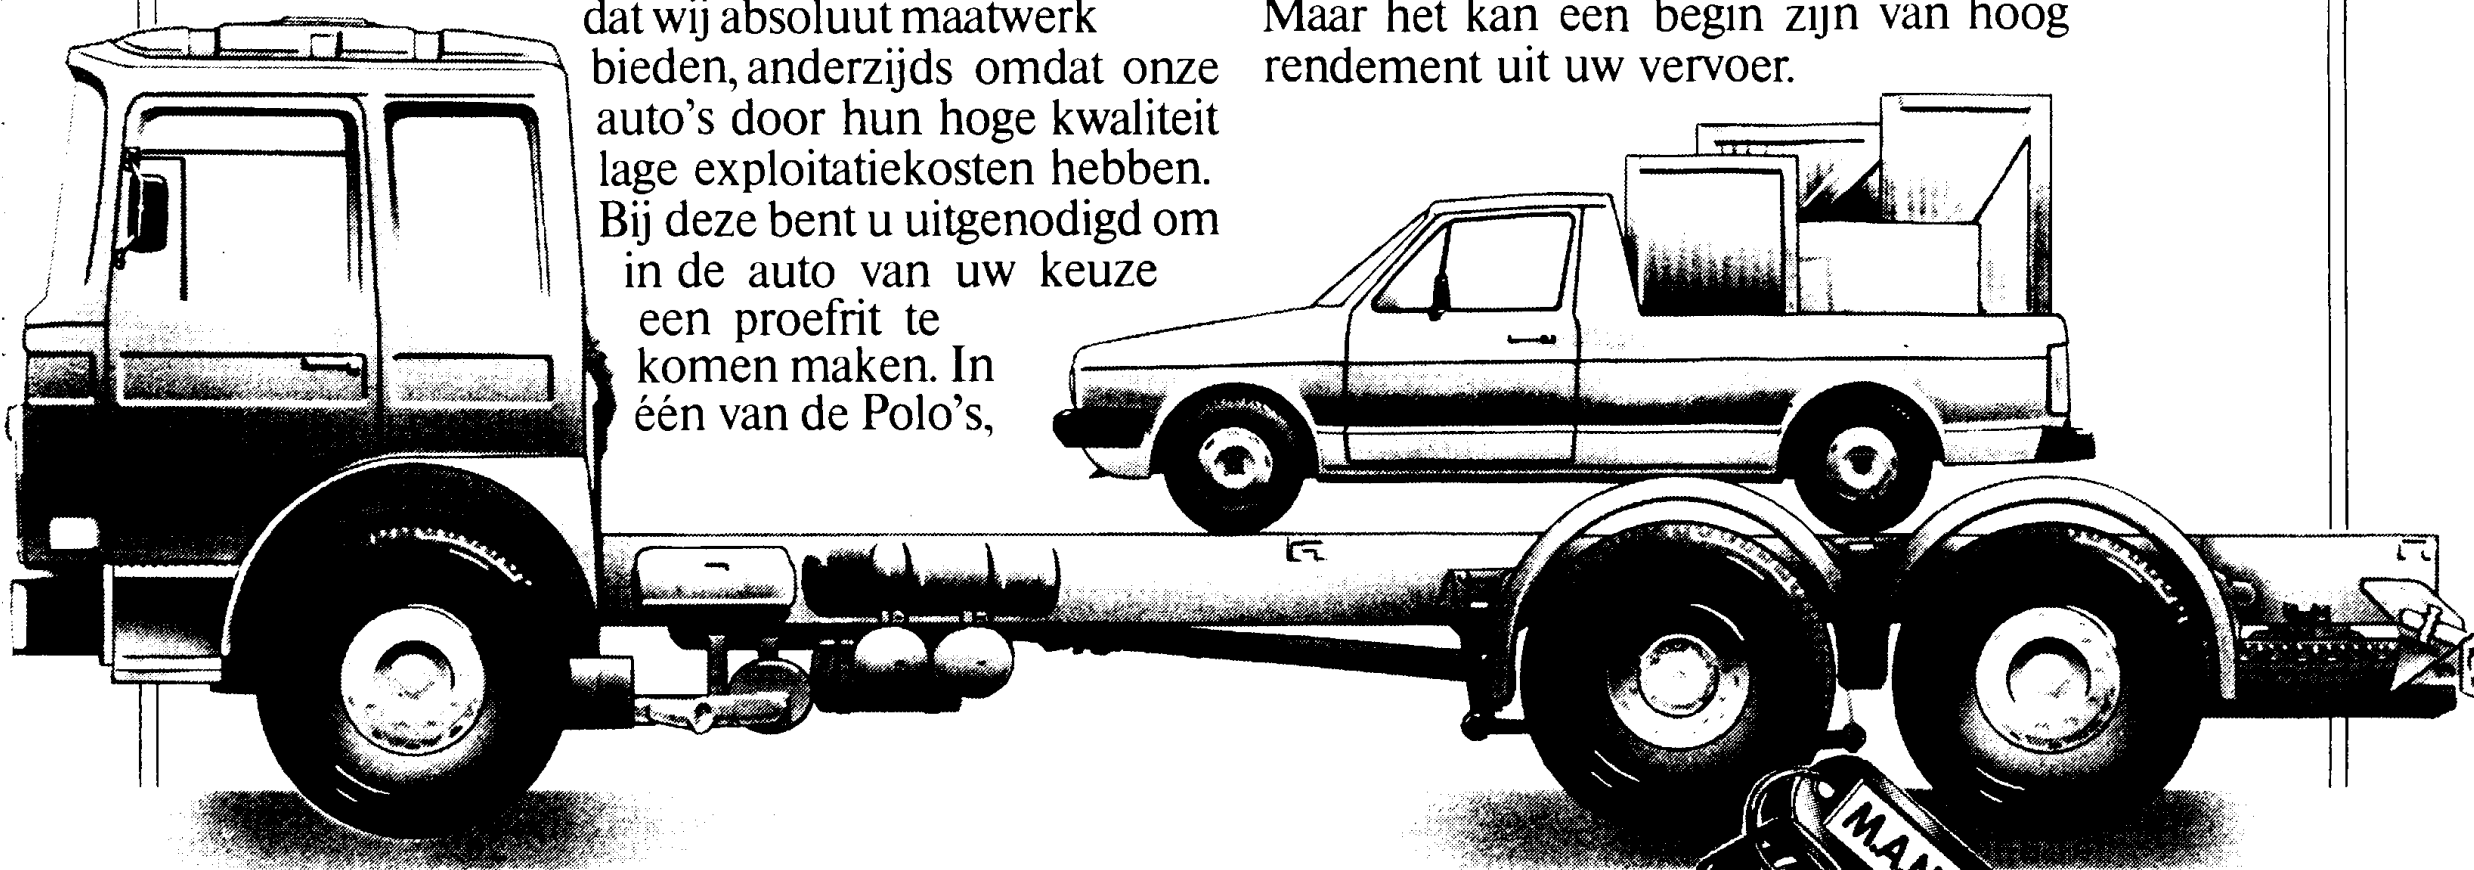 dat wij absoluut maatwerk
bieden, anderzijds omdat onze
auto's door hun hoge kwaliteit
lage exploitatiekosten hebben.
Bij deze bent u uitgenodigd om
in de auto van uw keuze
een proefrit te
komen maken. In
één van de Polo's,
Maar het kan een begin zijn van hoog
rendement uit uw vervoer.
M.A.N.